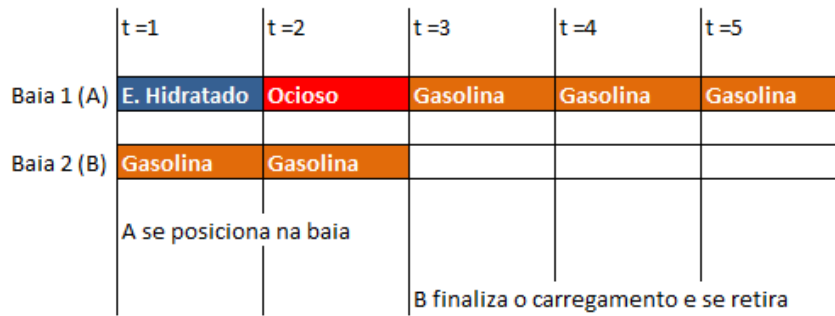 t =1 t =2 t =3 t =4 t =5
Baia 1 (A) E. Hidratado Ocioso Gasolina Gasolina Gasolina
Baia 2 (B) Gasolina Gasolina
A se posiciona na baia
B finaliza o carregamento e se retira